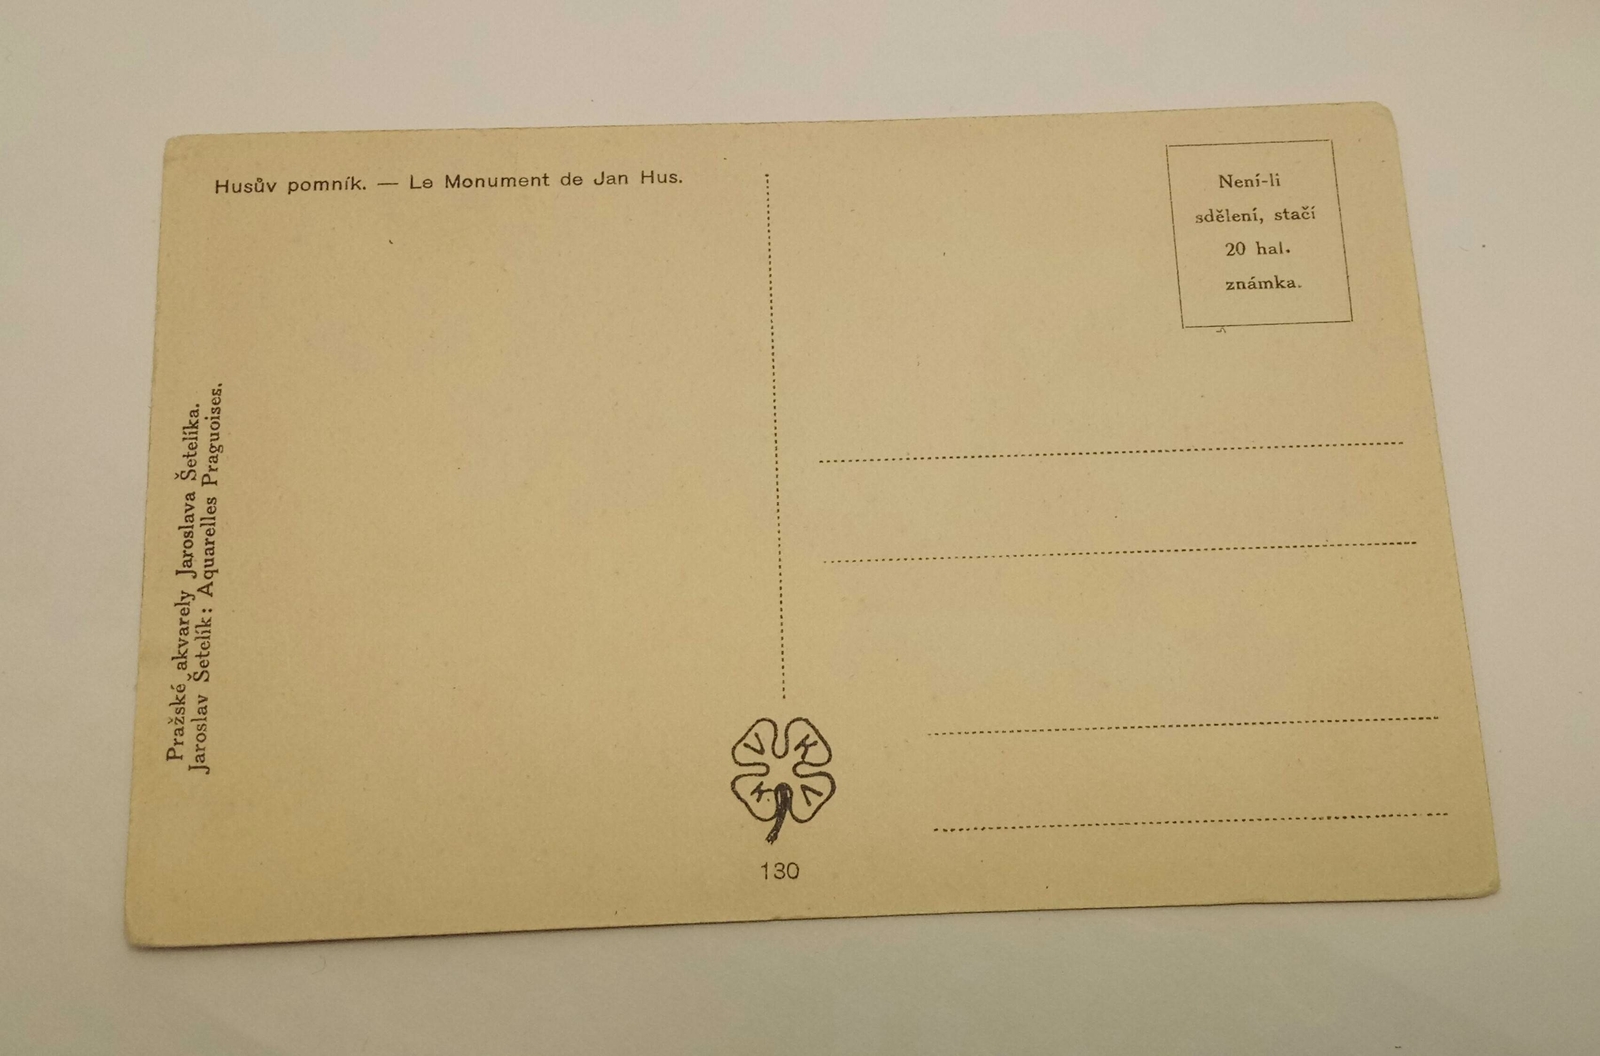 Husův pomník. — Le Monument de Jan Hus.
Není-li
sdělení, stačí
20 hal.
známka.
Pražské akvarely Jaroslava Šetelíka.
Jaroslav Šetelík: Aquarelles Praguoises.
V K
K V
130